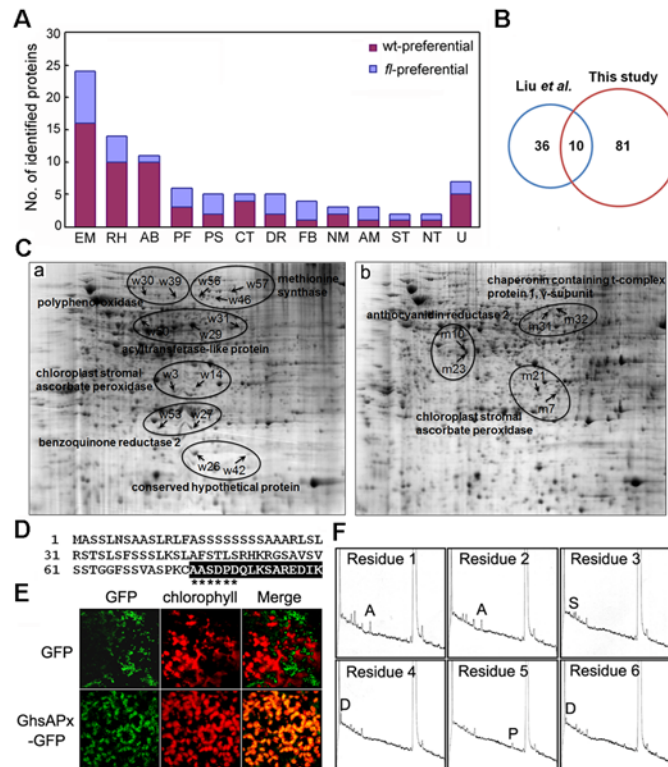 A
No. of identified proteins
30
25
20
15
10
5
0
wt-preferential
fl-preferential
EM RH AB PF PS CT DR FB NM AM ST NT U
B
Liu et al.
This study
36 10 81
C
a
w30 w39
polyphenoloxidase
w56 w57
w46
methionine
synthase
w31
w29
acyltransferase-like protein
w3 w14
chloroplast stromal
ascorbate peroxidase
w53 w27
benzoquinone reductase 2
w26 w42
conserved hypothetical protein
b
chaperonin containing t-complex
protein 1, γ-subunit
m31 m32
anthocyanidin reductase 2
m16
m23
m21
m7
chloroplast stromal
ascorbate peroxidase
D
1 MASSLNSAASLRLFASSSSSSSSAAARLSL
31 RSTSLSFSSSLKSLAFSTLSRHKRGSAVSV
61 SSTGGFSSVASPKCAASDPDQLKSAREDIK
******
E
GFP chlorophyll Merge
GFP
GhsAPx
-GFP
F
Residue 1
A
Residue 2
A
Residue 3
S
Residue 4
D
Residue 5
P
Residue 6
D